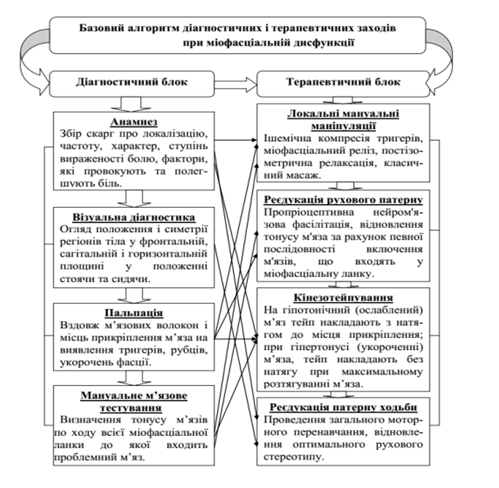 Базовий алгоритм діагностичних і терапевтичних заходів
при міофасціальній дисфункції
Діагностичний блок
Анамнез
Збір скарг про локалізацію,
частоту, характер, ступінь
вираженості болю, фактори,
які провокують та полег-
шують біль.
Візуальна діагностика
Огляд положення і симетрії
регіонів тіла у фронтальній,
сагітальній і горизонтальній
площині у положенні
стоячи та сидячи.
Пальпація
Вздовж м’язових волокон і
місць прикріплення м’яза на
виявлення тригерів, рубців,
укорочень фасції.
Мануальне м’язове
тестування
Визначення тонусу м’язів
по ходу всієї міофасціальної
ланки до якої входить
проблемний м’яз.
Терапевтичний блок
Локальні мануальні
маніпуляції
Ішемічна компресія тригерів,
міофасціальний реліз, постізо-
метрична релаксація, класич-
ний масаж.
Реєдукація рухового патерну
Пропріоцептивна нейром'я-
зова фасілітація, відновлення
тонусу м’яза за рахунок певної
послідовності включення
м'язів, що входять у
міофасціальну ланку.
Кінезотейпування
На гіпотонічний (ослаблений)
м’яз тейп накладають з натя-
гом до місця прикріплення;
при гіпертонусі (укороченні)
м’яза, тейп накладають без
натягу при максимальному
розтягуванні м’яза.
Реєдукація патерну ходьби
Проведення загального мотор-
ного перенавчання, відновле-
ння оптимального рухового
стереотипу.